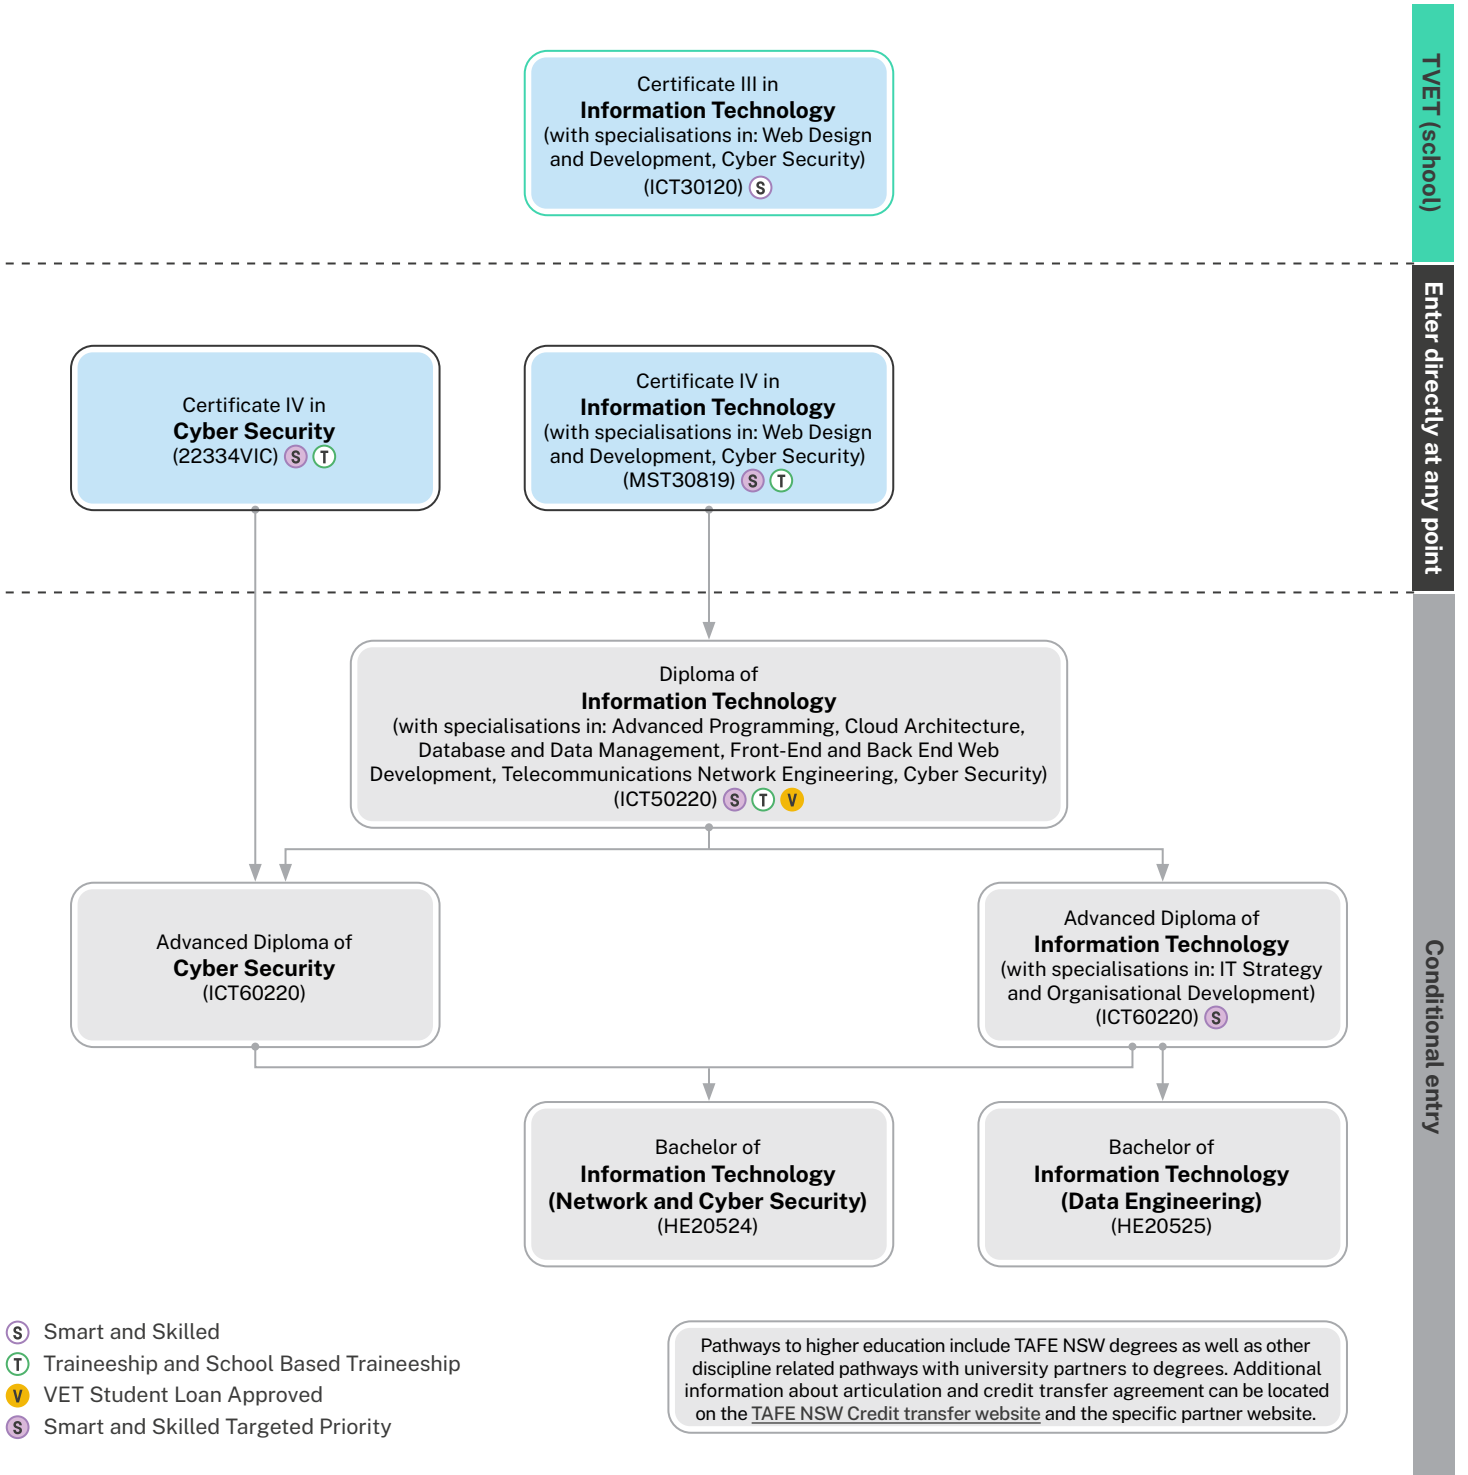 TVET (school)
Certificate III in
Information Technology
(with specialisations in: Web Design
and Development, Cyber Security)
(ICT30120) S
Enter directly at any point
Certificate IV in
Cyber Security
(22334VIC) S T
Certificate IV in
Information Technology
(with specialisations in: Web Design
and Development, Cyber Security)
(MST30819) S T
Conditional entry
Diploma of
Information Technology
(with specialisations in: Advanced Programming, Cloud Architecture,
Database and Data Management, Front-End and Back End Web
Development, Telecommunications Network Engineering, Cyber Security)
(ICT50220) S T V
Advanced Diploma of
Cyber Security
(ICT60220)
Advanced Diploma of
Information Technology
(with specialisations in: IT Strategy
and Organisational Development)
(ICT60220) S
Bachelor of
Information Technology
(Network and Cyber Security)
(HE20524)
Bachelor of
Information Technology
(Data Engineering)
(HE20525)
S Smart and Skilled
T Traineeship and School Based Traineeship
V VET Student Loan Approved
S Smart and Skilled Targeted Priority
Pathways to higher education include TAFE NSW degrees as well as other
discipline related pathways with university partners to degrees. Additional
information about articulation and credit transfer agreement can be located
on the TAFE NSW Credit transfer website and the specific partner website.